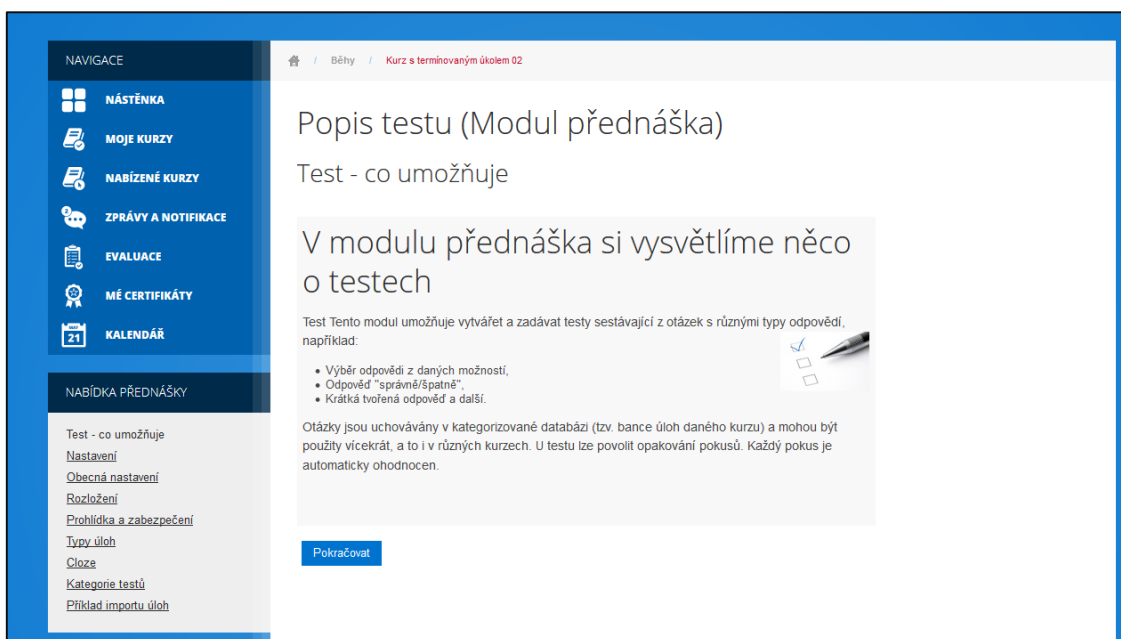 NAVIGACE
NÁSTĚNKA
MOJE KURZY
NABÍZENÉ KURZY
2
ZPRÁVY A NOTIFIKACE
EVALUACE
MÉ CERTIFIKÁTY
21
KALENDÁŘ
NABÍDKA PŘEDNÁŠKY
Test - co umožňuje
Nastavení
Obecná nastavení
Rozložení
Prohlídka a zabezpečení
Typy úloh
Cloze
Kategorie testů
Příklad importu úloh
/ Běhy / Kurz s termínovaným úkolem 02
Popis testu (Modul přednáška)
Test - co umožňuje
V modulu přednáška si vysvětlíme něco
o testech
Test Tento modul umožňuje vytvářet a zadávat testy sestávající z otázek s různými typy odpovědí,
například:
• Výběr odpovědi z daných možností,
• Odpověď "správně/špatně",
• Krátká tvořená odpověď a další.
Otázky jsou uchovávány v kategorizované databázi (tzv. bance úloh daného kurzu) a mohou být
použity vícekrát, a to i v různých kurzech. U testu lze povolit opakování pokusů. Každý pokus je
automaticky ohodnocen.
Pokračovat